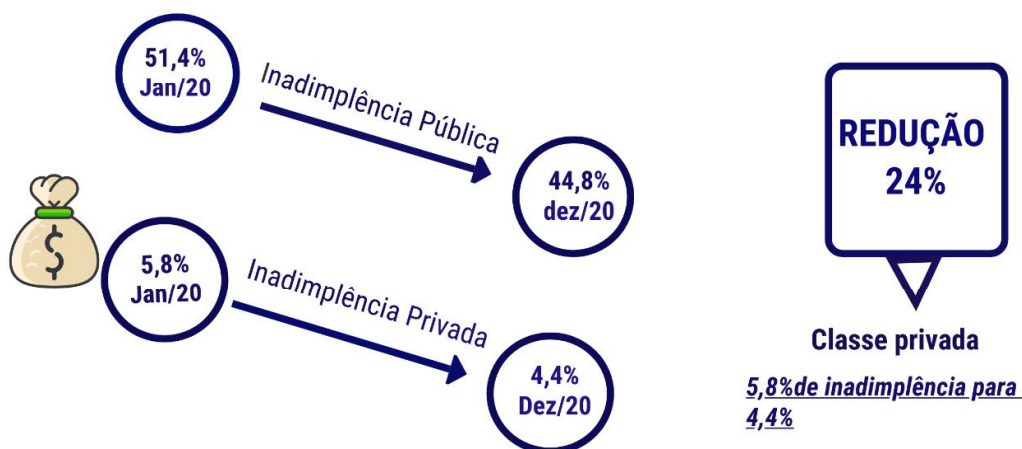 51,4%
Jan/20
Inadimplência Pública
44,8%
dez/20
5,8%
Jan/20
Inadimplência Privada
4,4%
Dez/20
REDUÇÃO
24%
Classe privada
5,8%de inadimplência para
4,4%